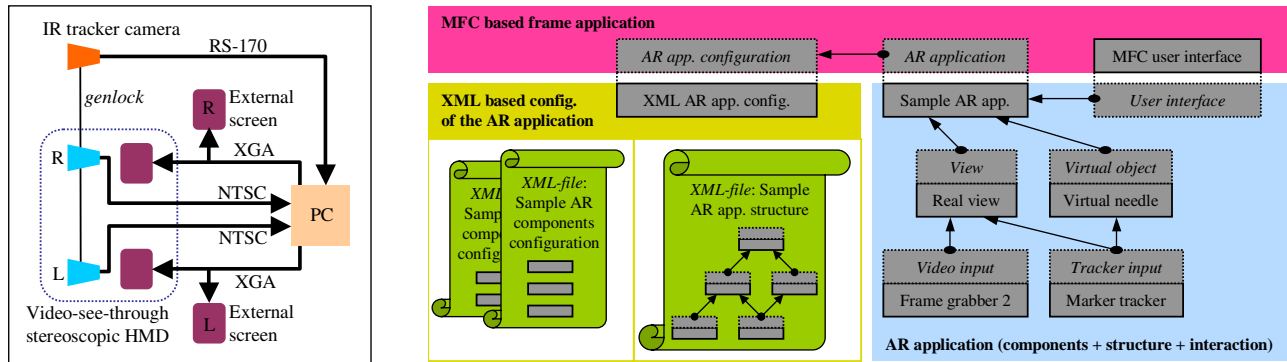 IR tracker camera
RS-170
genlock
R
External
screen
R
XGA
NTSC
PC
NTSC
L
XGA
L
External
screen
Video-see-through
stereoscopic HMD
MFC based frame application
AR app. configuration
AR application
MFC user interface
XML based config.
of the AR application
XML AR app. config.
Sample AR app.
User interface
XML
Sam
compo
config
XML-file:
Sample AR
components
configuration
XML-file: Sample
AR app. structure
View
Real view
Virtual object
Virtual needle
Video input
Frame grabber 2
Tracker input
Marker tracker
AR application (components + structure + interaction)